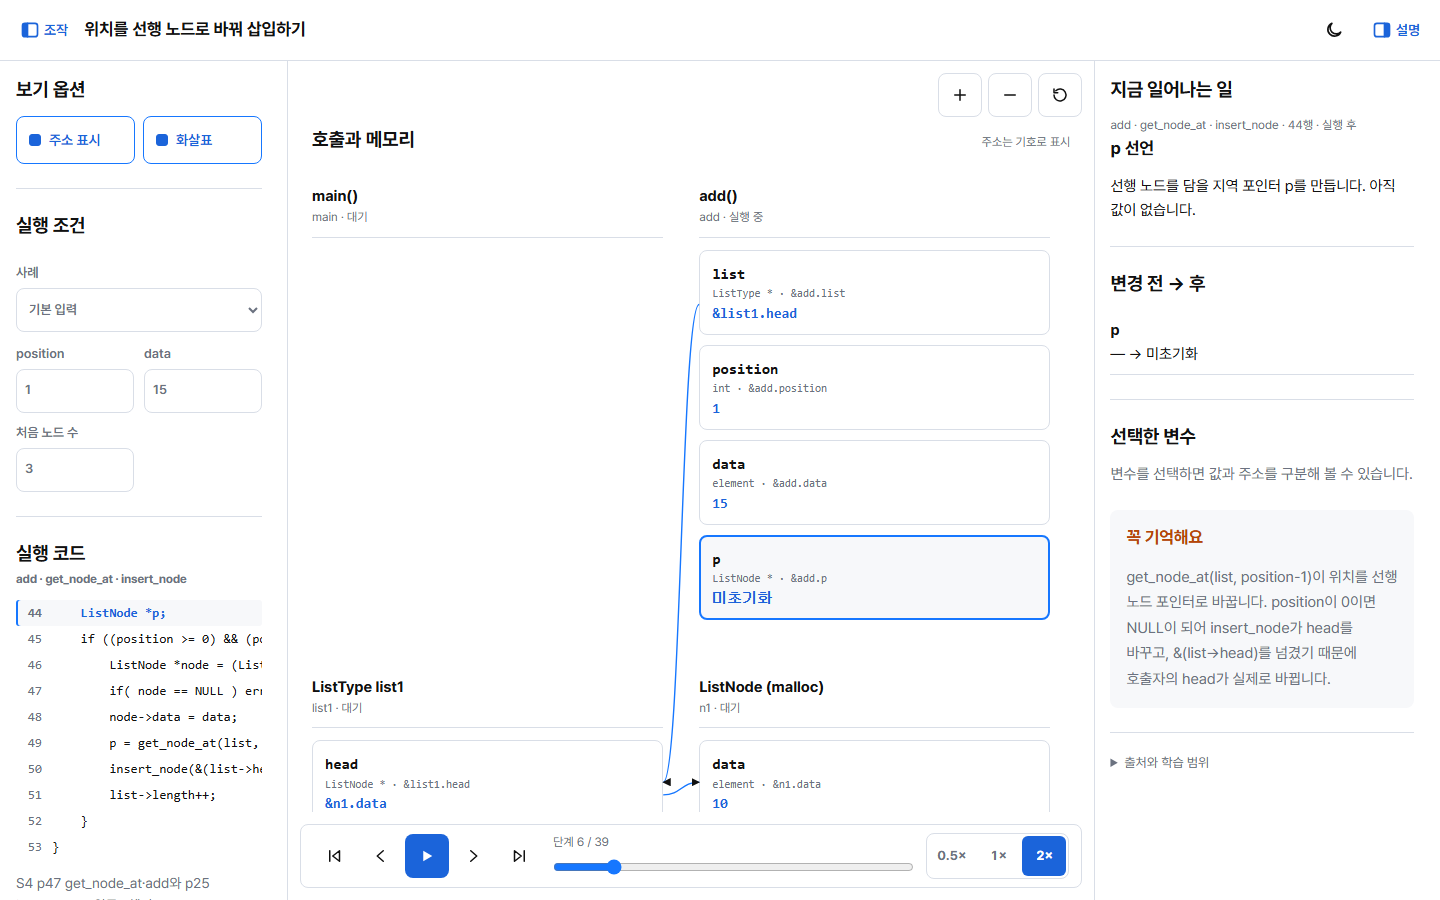 조작
위치를 선행 노드로 바꿔 삽입하기
설명
보기 옵션
주소 표시
화살표
실행 조건
사례
기본 입력
position
data
1
15
처음 노드 수
3
실행 코드
add · get_node_at · insert_node
44 ListNode *p;
45 if ((position >= 0) && (po
46 ListNode *node = (List
47 if( node == NULL ) err
48 node->data = data;
49 p = get_node_at(list,
50 insert_node(&(list->he
51 list->length++;
52 }
53 }
S4 p47 get_node_at·add와 p25
호출과 메모리
주소는 기호로 표시
main()
main · 대기
add()
add · 실행 중
list
ListType * · &add.list
&list1.head
position
int · &add.position
1
data
element · &add.data
15
p
ListNode * · &add.p
미초기화
ListType list1
list1 · 대기
head
ListNode * · &list1.head
&n1.data
ListNode (malloc)
n1 · 대기
data
element · &n1.data
10
단계 6 / 39
0.5×
1×
2×
지금 일어나는 일
add · get_node_at · insert_node · 44행 · 실행 후
p 선언
선행 노드를 담을 지역 포인터 p를 만듭니다. 아직
값이 없습니다.
변경 전 → 후
p
— → 미초기화
선택한 변수
변수를 선택하면 값과 주소를 구분해 볼 수 있습니다.
꼭 기억해요
get_node_at(list, position-1)이 위치를 선행
노드 포인터로 바꿉니다. position이 0이면
NULL이 되어 insert_node가 head를
바꾸고, &(list→head)를 넘겼기 때문에
호출자의 head가 실제로 바뀝니다.
출처와 학습 범위